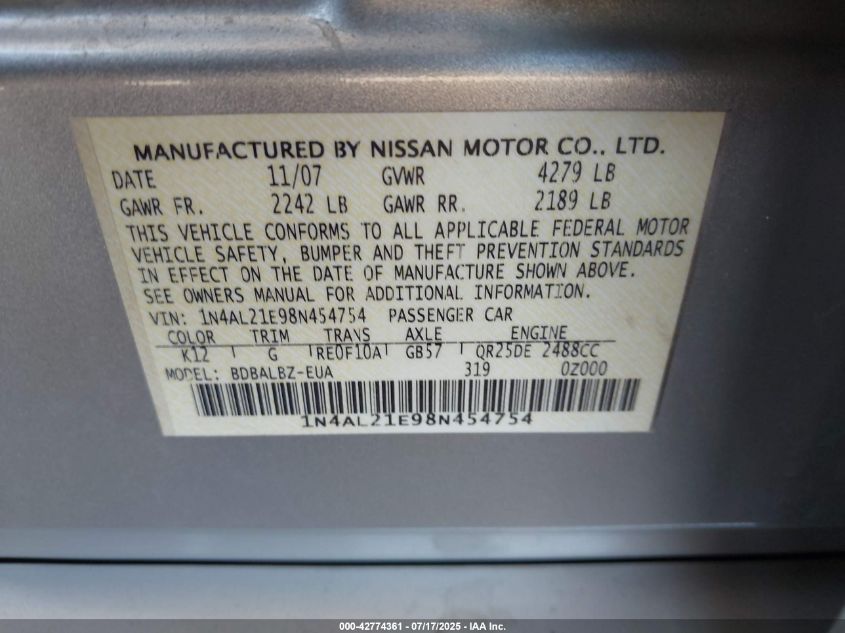 MANUFACTURED BY NISSAN MOTOR CO., LTD.
DATE 11/07 GVWR 4279 LB
GAWR FR. 2242 LB GAWR RR. 2189 LB
THIS VEHICLE CONFORMS TO ALL APPLICABLE FEDERAL MOTOR
VEHICLE SAFETY, BUMPER AND THEFT PREVENTION STANDARDS
IN EFFECT ON THE DATE OF MANUFACTURE SHOWN ABOVE.
SEE OWNERS MANUAL FOR ADDITIONAL INFORMATION.
VIN: 1N4AL21E98N454754 PASSENGER CAR
COLOR TRIM TRANS AXLE ENGINE
K12 G RE0F10A GB57 QR25DE 2488CC
MODEL: BDBALBZ-EUA 319 0Z000
1N4AL21E98N454754
000-42774361 | 07/17/2025 - IAA Inc.